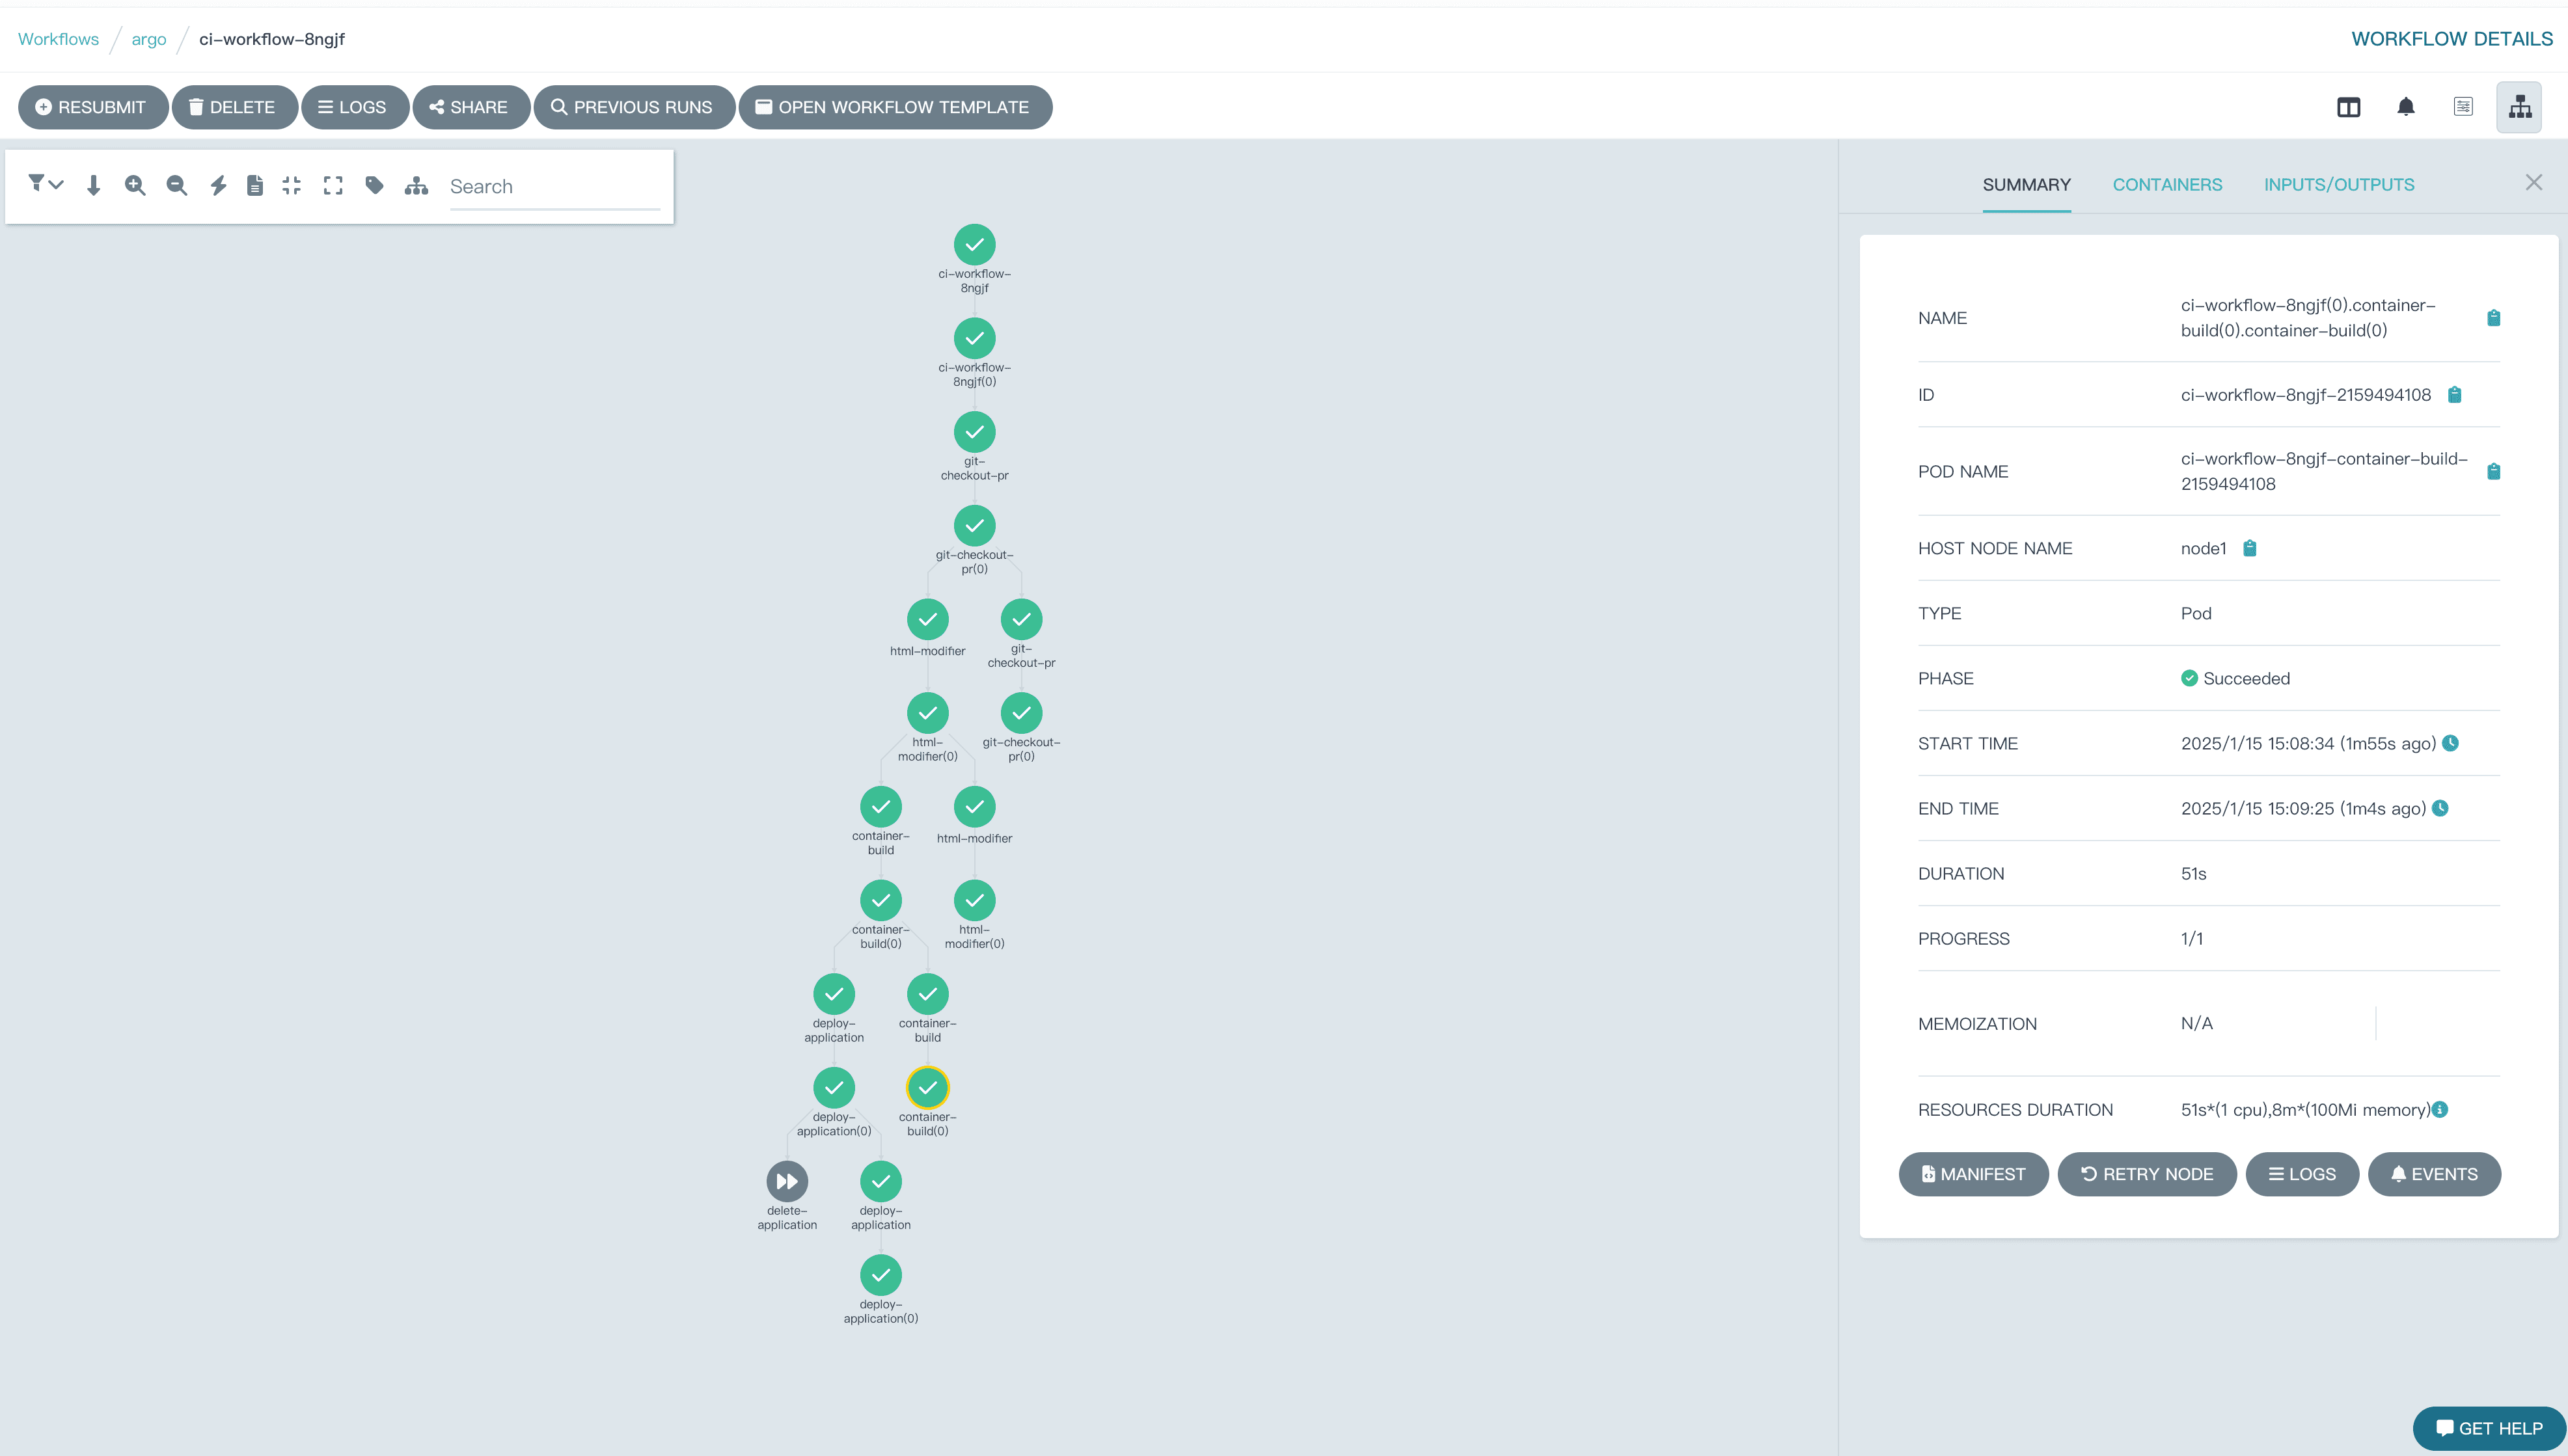 Workflows / argo / ci-workflow-8ngjf
WORKFLOW DETAILS
RESUBMIT
DELETE
LOGS
SHARE
PREVIOUS RUNS
OPEN WORKFLOW TEMPLATE
Search
ci-workflow-
8ngjf
ci-workflow-
8ngjf(0)
git-
checkout-pr
git-checkout-
pr(0)
html-modifier
git-
checkout-pr
html-
modifier(0)
git-checkout-
pr(0)
container-
build
html-modifier
container-
build(0)
html-
modifier(0)
deploy-
application
container-
build
deploy-
application(0)
container-
build(0)
delete-
application
deploy-
application
deploy-
application(0)
SUMMARY
CONTAINERS
INPUTS/OUTPUTS
NAME
ci-workflow-8ngjf(0).container-
build(0).container-build(0)
ID
ci-workflow-8ngjf-2159494108
POD NAME
ci-workflow-8ngjf-container-build-
2159494108
HOST NODE NAME
node1
TYPE
Pod
PHASE
Succeeded
START TIME
2025/1/15 15:08:34 (1m55s ago)
END TIME
2025/1/15 15:09:25 (1m4s ago)
DURATION
51s
PROGRESS
1/1
MEMOIZATION
N/A
RESOURCES DURATION
51s*(1 cpu),8m*(100Mi memory)
MANIFEST
RETRY NODE
LOGS
EVENTS
GET HELP